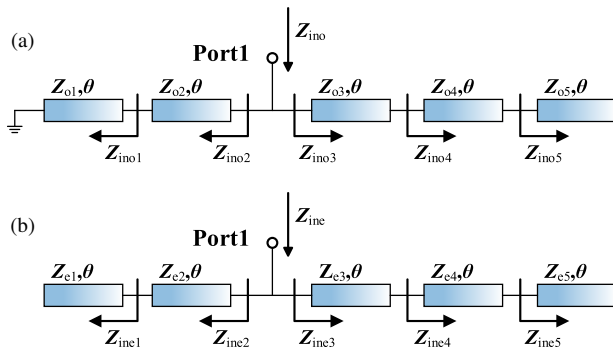 (a)
Z_ino
Port1
Z_o1,θ Z_o2,θ Z_o3,θ Z_o4,θ Z_o5,θ
Z_ino1 Z_ino2 Z_ino3 Z_ino4 Z_ino5
(b)
Z_ine
Port1
Z_e1,θ Z_e2,θ Z_e3,θ Z_e4,θ Z_e5,θ
Z_ine1 Z_ine2 Z_ine3 Z_ine4 Z_ine5